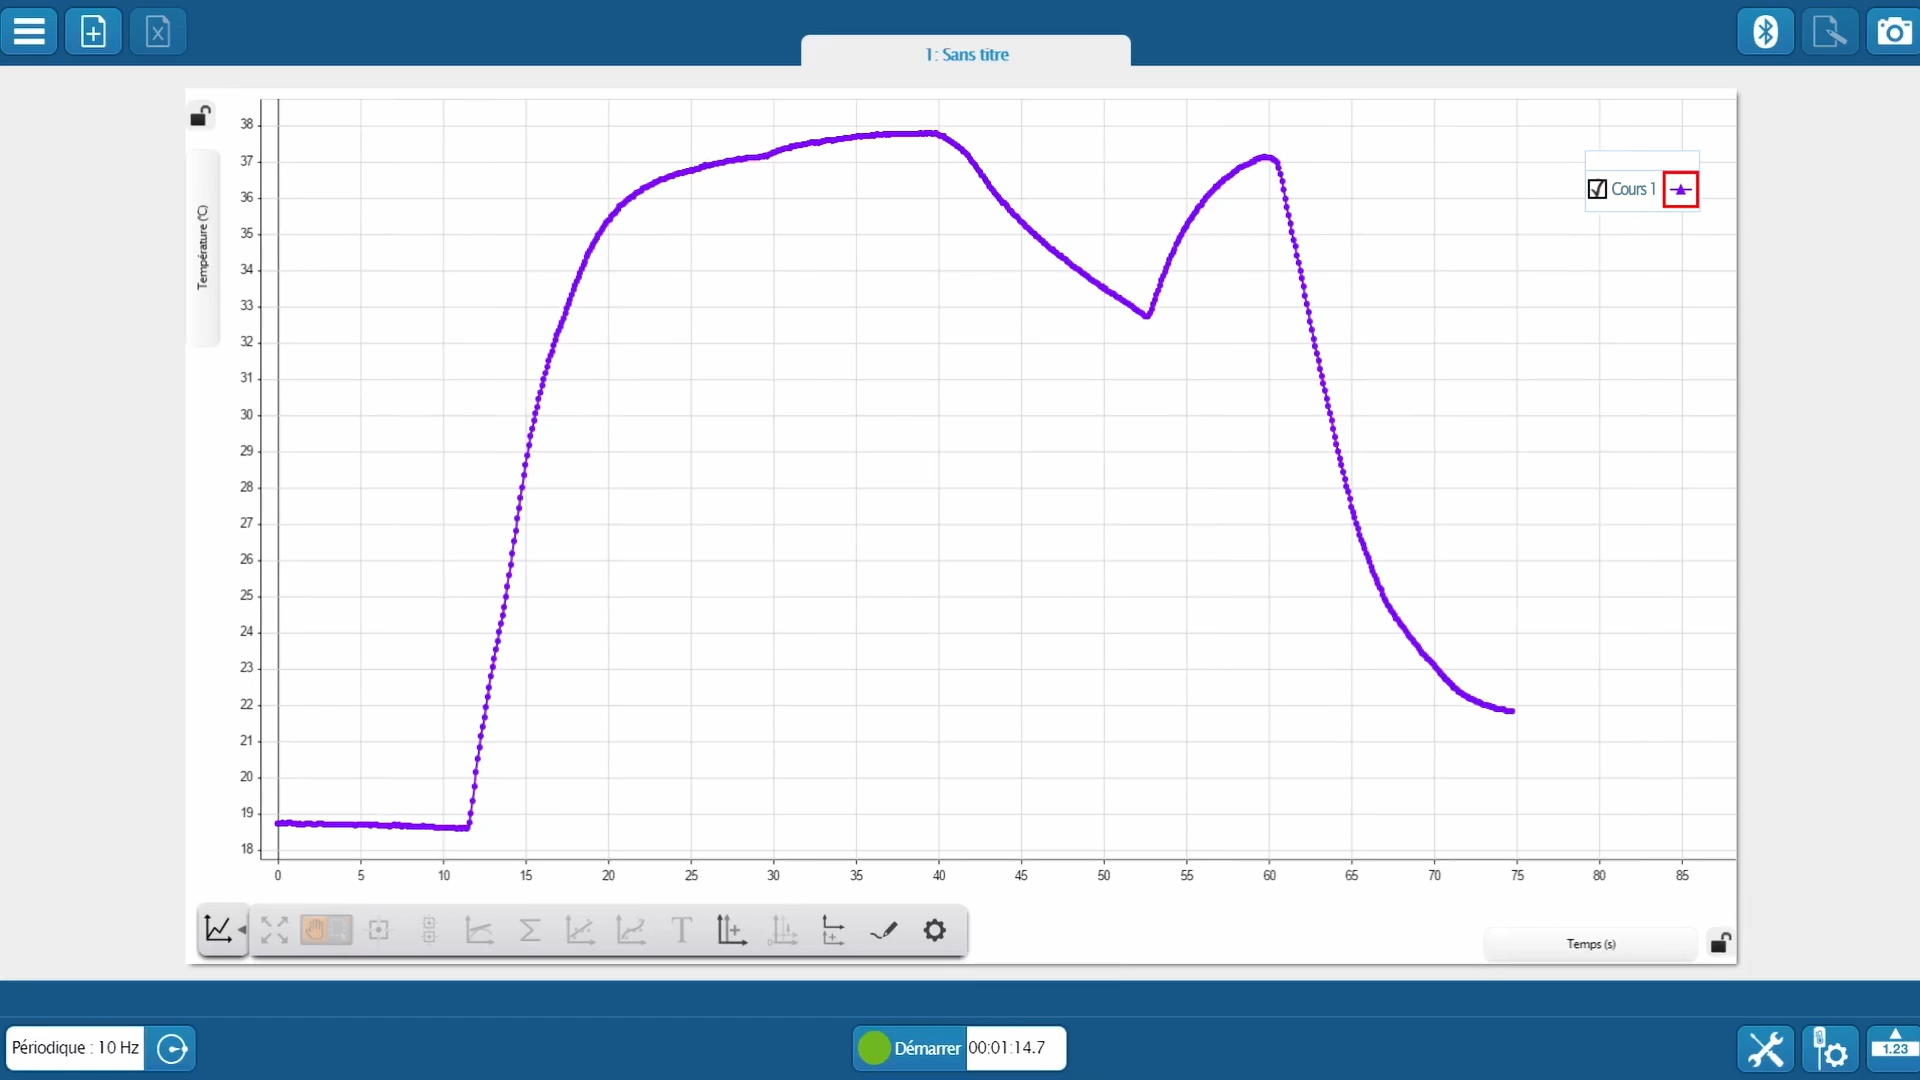 1: Sans titre
38
37
36
35
34
33
32
31
30
29
28
27
26
25
24
23
22
21
20
19
18
Température (°C)
Cours 1
0 5 10 15 20 25 30 35 40 45 50 55 60 65 70 75 80 85
Σ
T
Temps (s)
Périodique : 10 Hz
Démarrer
00:01:14.7
1.23